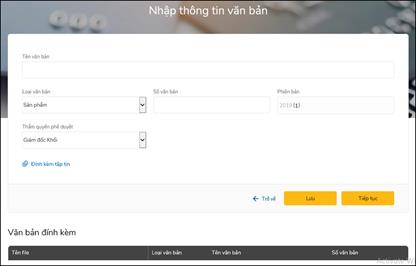 Nhập thông tin văn bản
Tên văn bản
Loại văn bản Số văn bản Phiên bản
Sản phẩm 2019 (1)
Thẩm quyền phê duyệt
Giám đốc Khối
Đính kèm tập tin
Trở về Lưu Tiếp tục
Văn bản đính kèm
Tên file Loại văn bản Tên văn bản Số văn bản
Activate W